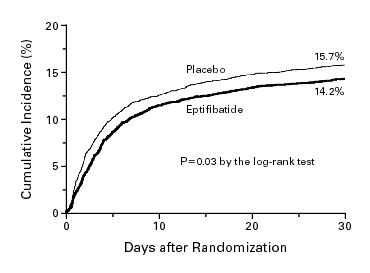 20
15.7%
Placebo
15
14.2%
Eptifibatide
10
Cumulative Incidence (%)
P=0.03 by the log-rank test
5
0
0
10
20
30
Days after Randomization